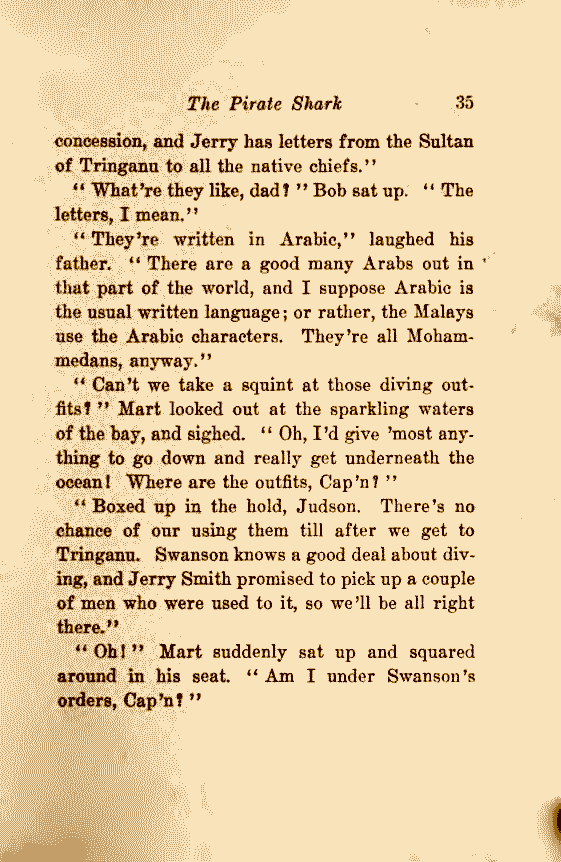 The Pirate Shark 35
concession, and Jerry has letters from the Sultan
of Tringanu to all the native chiefs.”
“ What’re they like, dad? ” Bob sat up. “ The
letters, I mean.”
“ They’re written in Arabic,” laughed his
father. “ There are a good many Arabs out in
that part of the world, and I suppose Arabic is
the usual written language; or rather, the Malays
use the Arabic characters. They’re all Moham-
medans, anyway.”
“ Can’t we take a squint at those diving out-
fits? ” Mart looked out at the sparkling waters
of the bay, and sighed. “ Oh, I’d give ’most any-
thing to go down and really get underneath the
ocean! Where are the outfits, Cap’n? ”
“ Boxed up in the hold, Judson. There’s no
chance of our using them till after we get to
Tringanu. Swanson knows a good deal about div-
ing, and Jerry Smith promised to pick up a couple
of men who were used to it, so we’ll be all right
there.”
“ Oh! ” Mart suddenly sat up and squared
around in his seat. “ Am I under Swanson’s
orders, Cap’n? ”